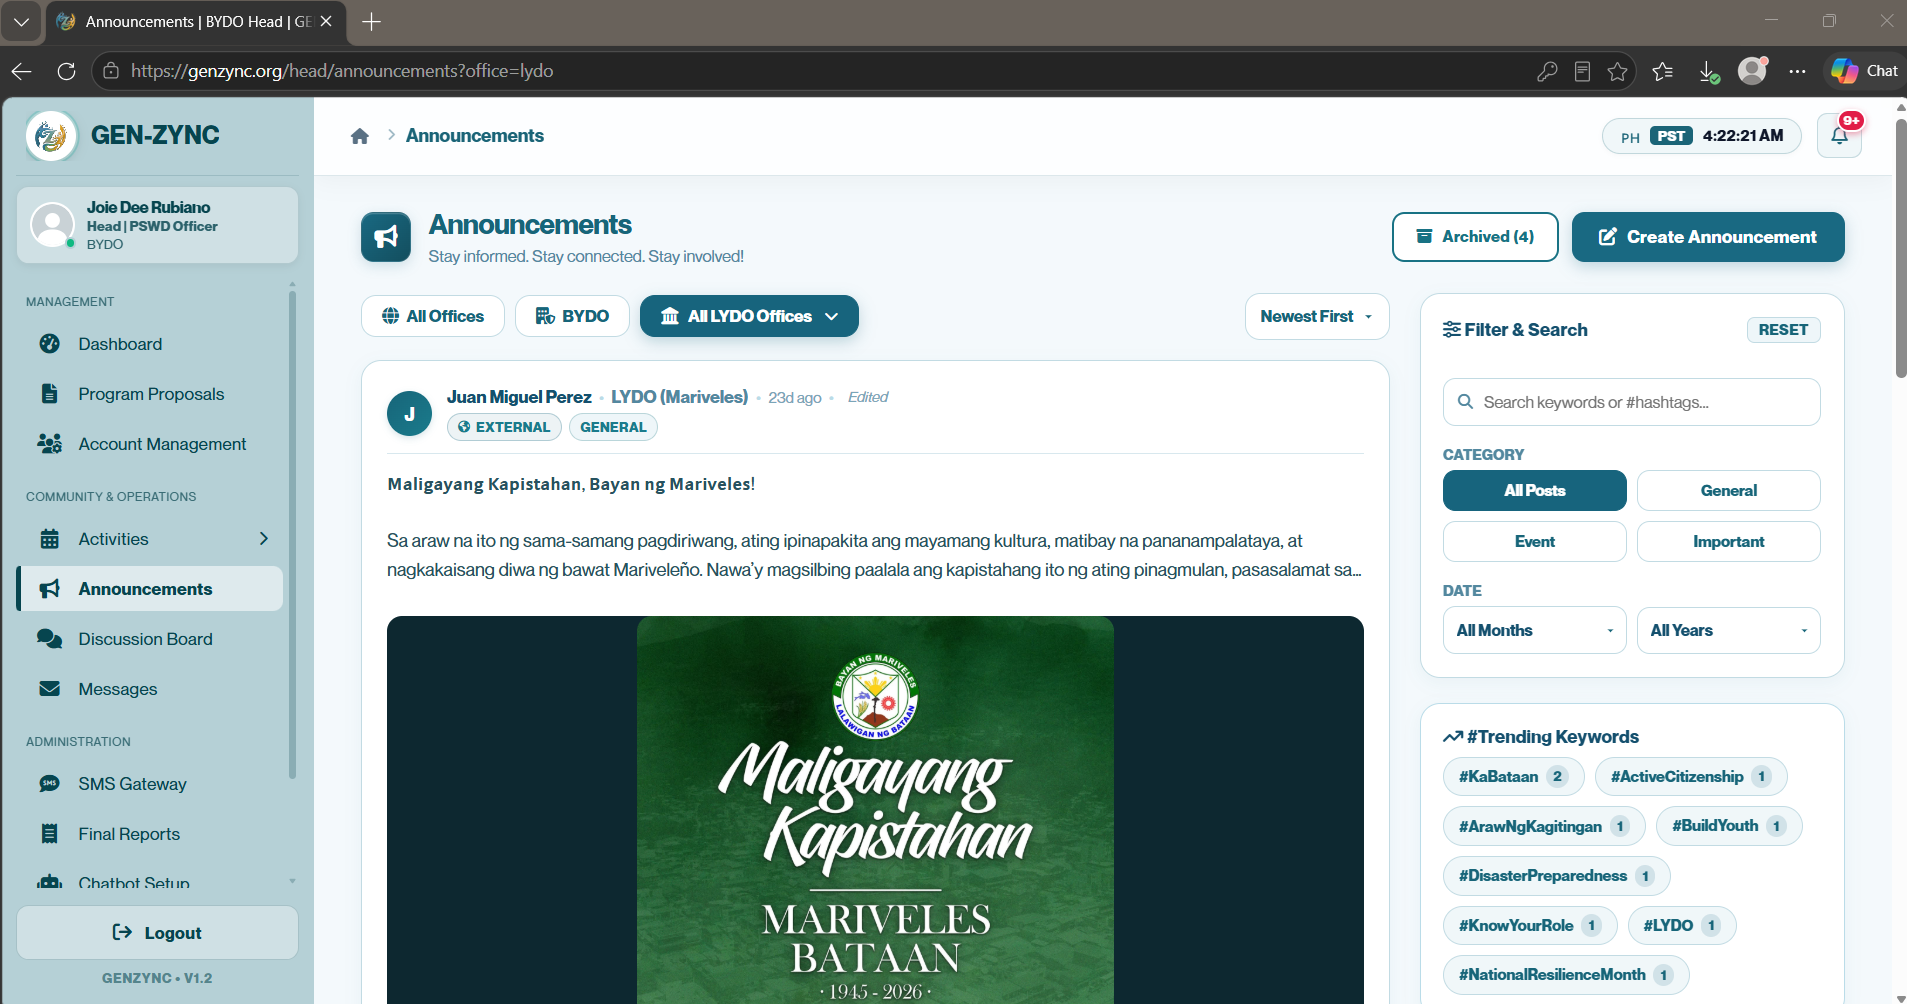 Announcements | BYDO Head | GE
https://genzync.org/head/announcements?office=lydo
Chat
GEN-ZYNC
Joie Dee Rubiano
Head | PSWD Officer
BYDO
MANAGEMENT
Dashboard
Program Proposals
Account Management
COMMUNITY & OPERATIONS
Activities
Announcements
Discussion Board
Messages
ADMINISTRATION
SMS
SMS Gateway
Final Reports
Chatbot Setup
Logout
GENZYNC • V1.2
Announcements
PH PST 4:22:21 AM
9+
Announcements
Stay informed. Stay connected. Stay involved!
Archived (4)
Create Announcement
All Offices
BYDO
All LYDO Offices
Newest First
J
Juan Miguel Perez • LYDO (Mariveles) • 23d ago • Edited
EXTERNAL
GENERAL
Maligayang Kapistahan, Bayan ng Mariveles!
Sa araw na ito ng sama-samang pagdiriwang, ating ipinapakita ang mayamang kultura, matibay na pananampalataya, at
nagkakaisang diwa ng bawat Mariveleño. Nawa’y magsilbing paalala ang kapistahang ito ng ating pinagmulan, pasasalamat sa...
BAYAN NG MARIVELES
LALAWIGAN NG BATAAN
Maligayang
Kapistahan
MARIVELES
BATAAN
· 1945 - 2026 ·
Filter & Search
RESET
Search keywords or #hashtags...
CATEGORY
All Posts
General
Event
Important
DATE
All Months
All Years
#Trending Keywords
#KaBataan 2
#ActiveCitizenship 1
#ArawNgKagitingan 1
#BuildYouth 1
#DisasterPreparedness 1
#KnowYourRole 1
#LYDO 1
#NationalResilienceMonth 1